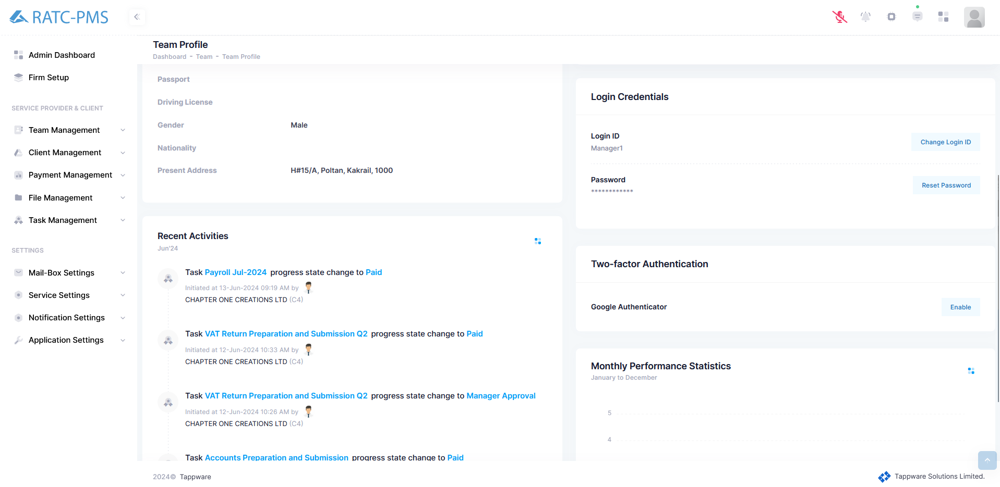 RATC-PMS
Admin Dashboard
Firm Setup
SERVICE PROVIDER & CLIENT
Team Management
Client Management
Payment Management
File Management
Task Management
SETTINGS
Mail-Box Settings
Service Settings
Notification Settings
Application Settings
Team Profile
Dashboard - Team - Team Profile
Passport
Driving License
Gender Male
Nationality
Present Address H#15/A, Poltan, Kakrail, 1000
Recent Activities
Jun'24
Task Payroll Jul-2024 progress state change to Paid
Initiated at 13-Jun-2024 09:19 AM by
CHAPTER ONE CREATIONS LTD (C4)
Task VAT Return Preparation and Submission Q2 progress state change to Paid
Initiated at 12-Jun-2024 10:33 AM by
CHAPTER ONE CREATIONS LTD (C4)
Task VAT Return Preparation and Submission Q2 progress state change to Manager Approval
Initiated at 12-Jun-2024 10:26 AM by
CHAPTER ONE CREATIONS LTD (C4)
Task Accounts Preparation and Submission progress state change to Paid
Login Credentials
Login ID
Manager1
Change Login ID
Password
************
Reset Password
Two-factor Authentication
Google Authenticator
Enable
Monthly Performance Statistics
January to December
5
4
2024© Tappware
Tappware Solutions Limited.